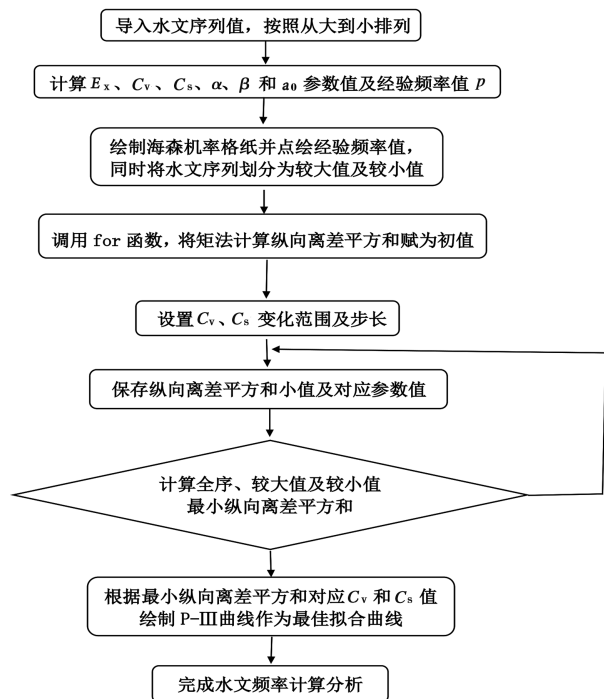 导入水文序列值，按照从大到小排列
计算 Ex、Cv、Cs、α、β 和 a0 参数值及经验频率值 p
绘制海森机率格纸并点绘经验频率值，
同时将水文序列划分为较大值及较小值
调用 for 函数，将矩法计算纵向离差平方和赋为初值
设置 Cv、Cs 变化范围及步长
保存纵向离差平方和小值及对应参数值
计算全序、较大值及较小值
最小纵向离差平方和
根据最小纵向离差平方和对应Cv 和 Cs 值
绘制 P-III曲线作为最佳拟合曲线
完成水文频率计算分析